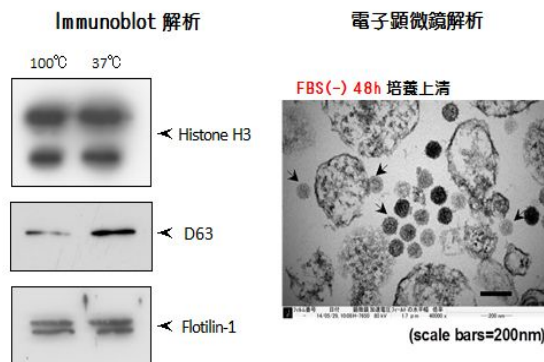 Immunoblot 解析
100℃ 37℃
Histone H3
D63
Flotilin-1
電子顕微鏡解析
FBS(-) 48h 培養上清
(scale bars=200nm)